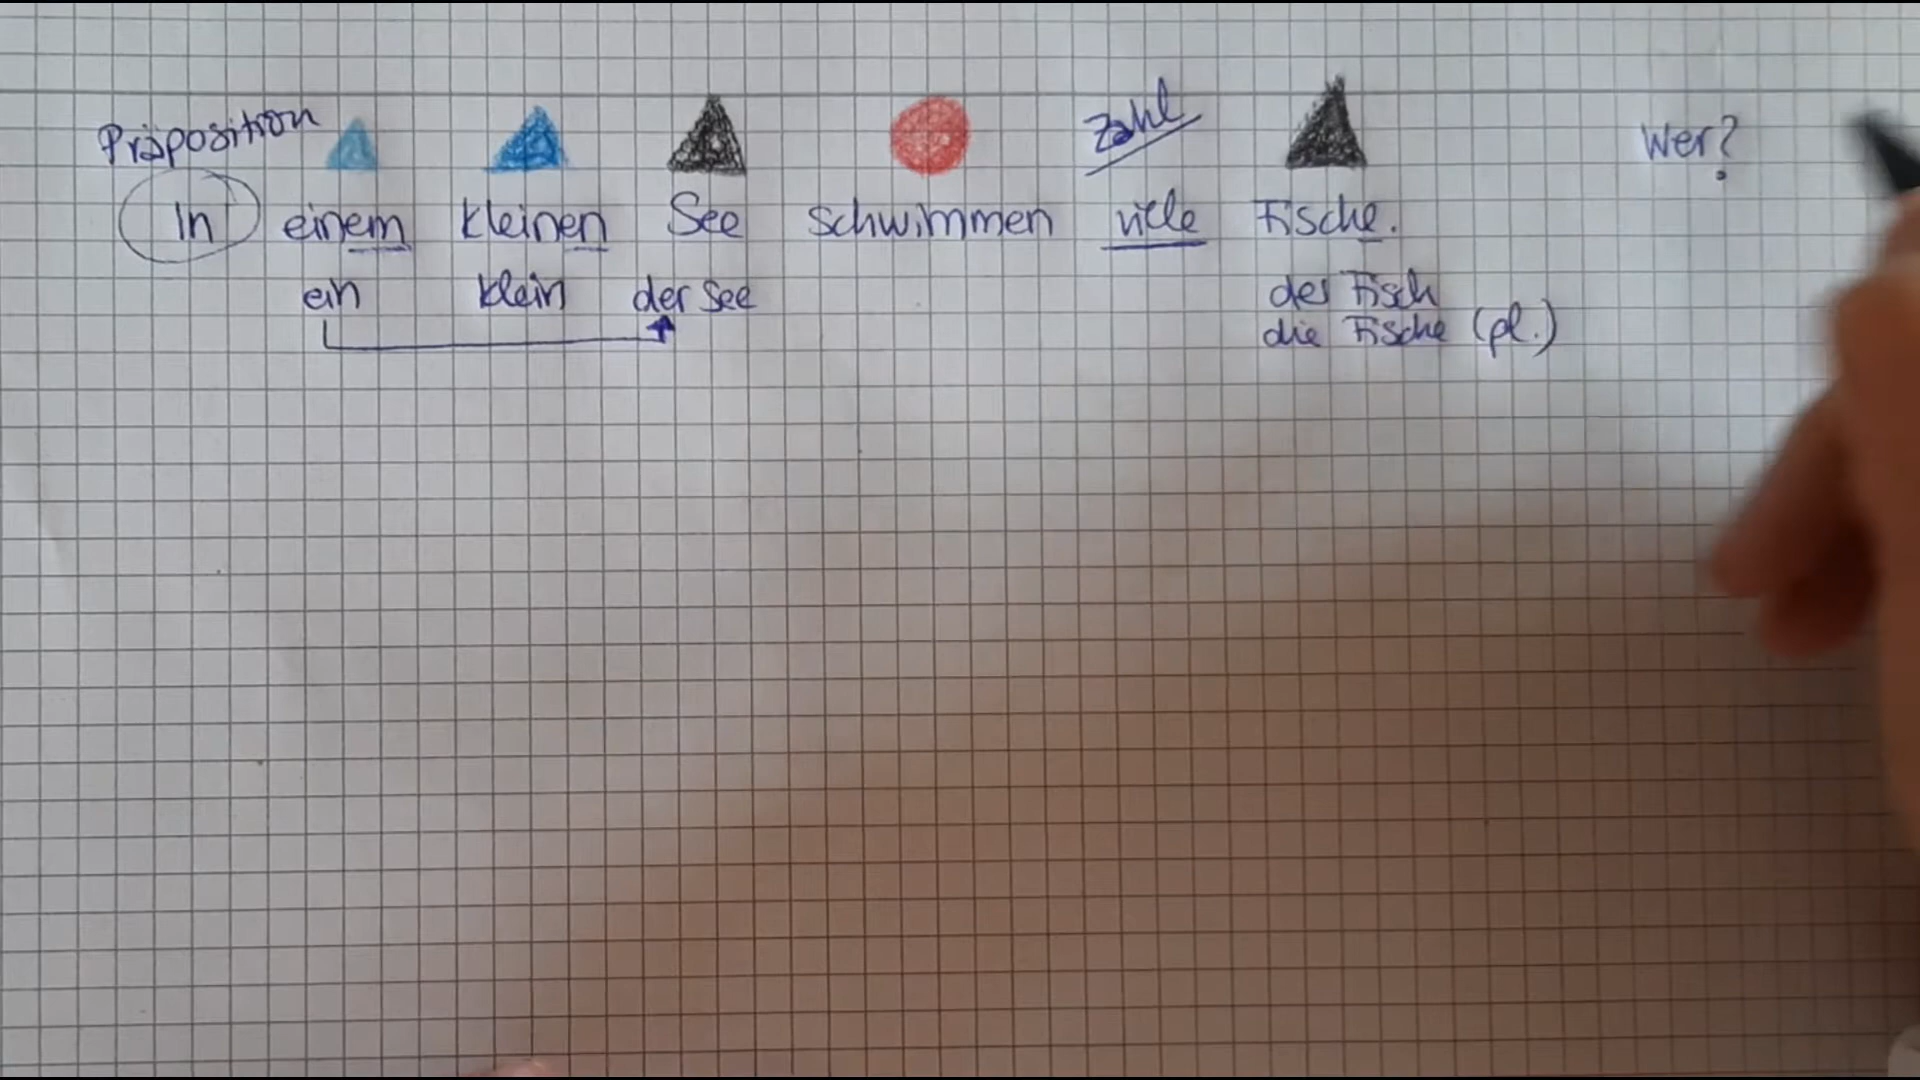 Präposition Zahl Wer?
In einem kleinen See schwimmen viele Fische.
ein klein der See der Fisch
die Fische (pl.)